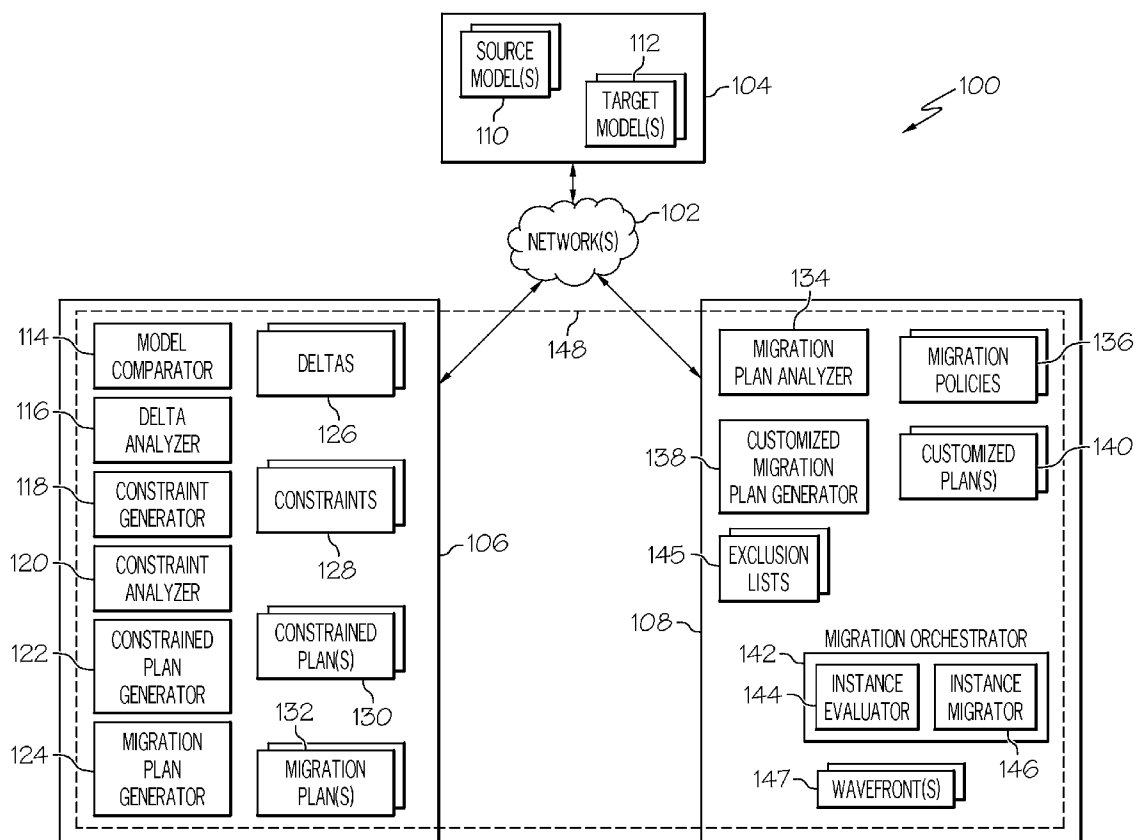 SOURCE
MODEL(S)
110
112
TARGET
MODEL(S)
104
100
102
NETWORK(S)
148
114
MODEL
COMPARATOR
116
DELTA
ANALYZER
118
CONSTRAINT
GENERATOR
120
CONSTRAINT
ANALYZER
122
CONSTRAINED
PLAN
GENERATOR
124
MIGRATION
PLAN
GENERATOR
DELTAS
126
CONSTRAINTS
128
106
CONSTRAINED
PLAN(S)
130
132
MIGRATION
PLAN(S)
134
MIGRATION
PLAN ANALYZER
136
MIGRATION
POLICIES
138
CUSTOMIZED
MIGRATION
PLAN GENERATOR
140
CUSTOMIZED
PLAN(S)
145
EXCLUSION
LISTS
108
MIGRATION ORCHESTRATOR
142
144
INSTANCE
EVALUATOR
INSTANCE
MIGRATOR
146
147
WAVEFRONT(S)